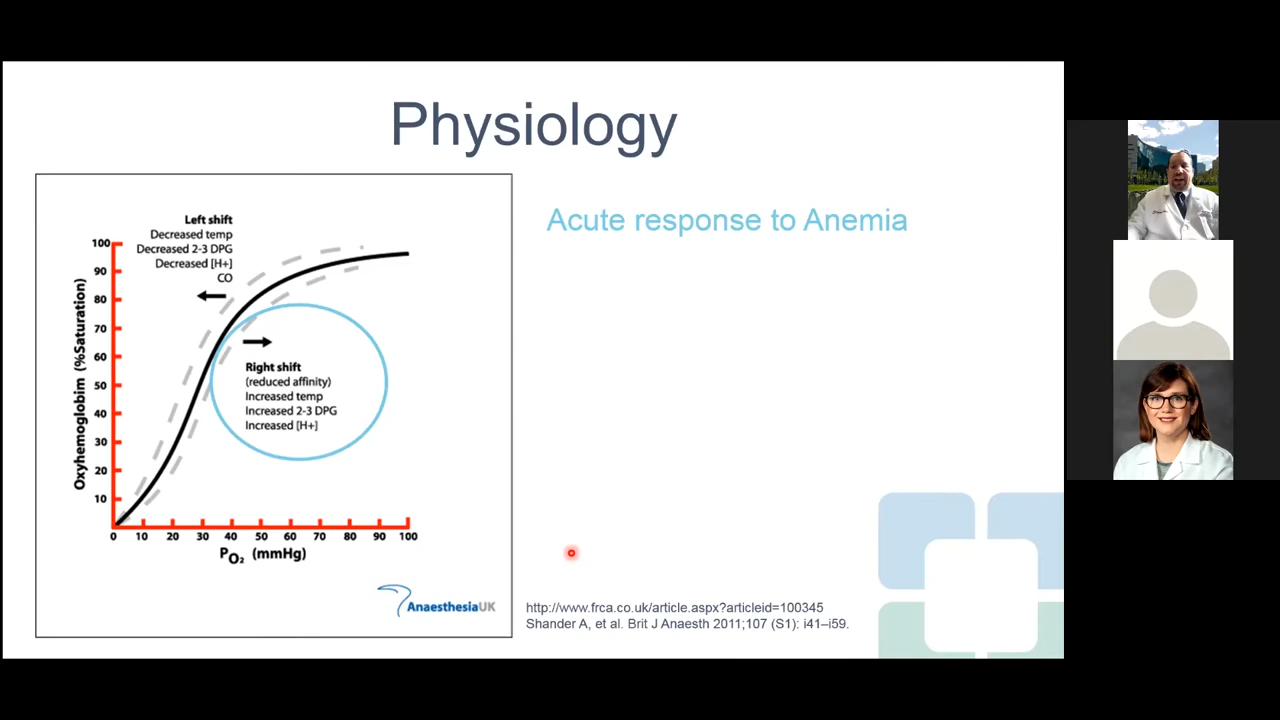 Physiology
Acute response to Anemia
Left shift
Decreased temp
Decreased 2-3 DPG
Decreased [H+]
CO
100
90
80
70
60
50
40
30
20
10
Oxyhemoglobim (%Saturation)
Right shift
(reduced affinity)
Increased temp
Increased 2-3 DPG
Increased [H+]
0 10 20 30 40 50 60 70 80 90 100
PO2 (mmHg)
AnaesthesiaUK
http://www.frca.co.uk/article.aspx?articleid=100345
Shander A, et al. Brit J Anaesth 2011;107 (S1): i41–i59.